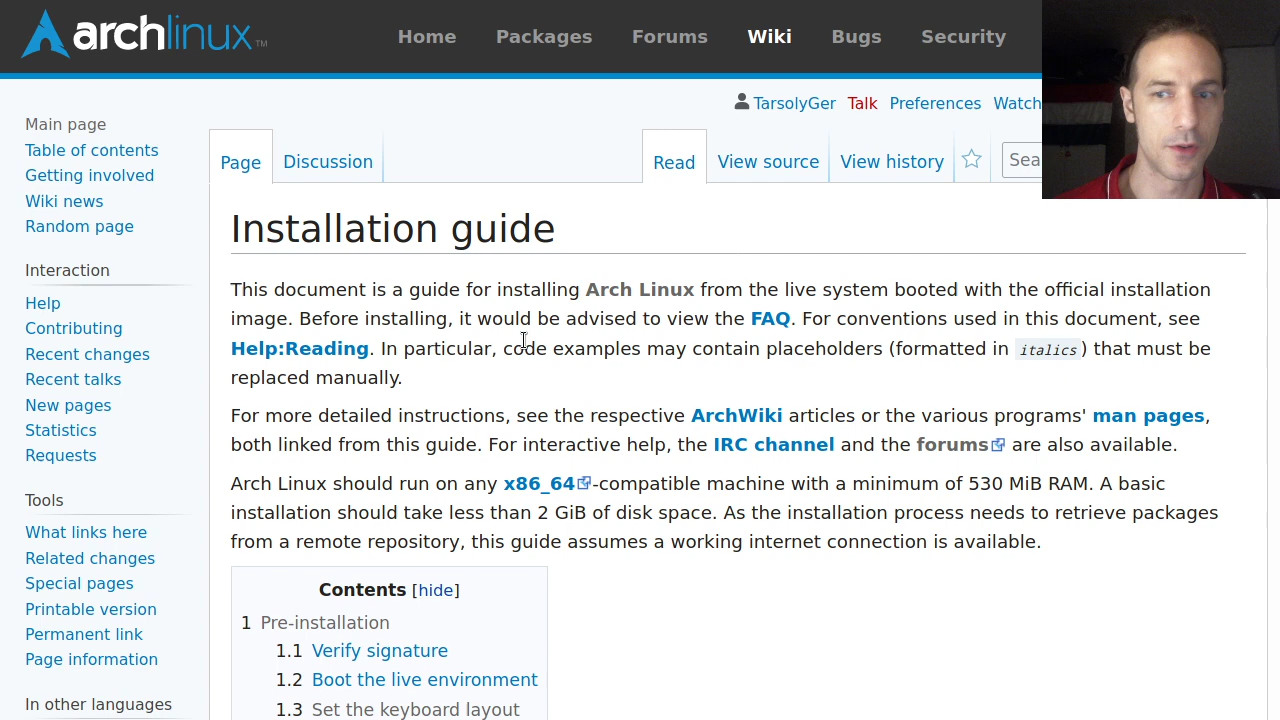 archlinux™
Home Packages Forums Wiki Bugs Security
TarsolyGer Talk Preferences Watch
Main page
Table of contents
Getting involved
Wiki news
Random page
Interaction
Help
Contributing
Recent changes
Recent talks
New pages
Statistics
Requests
Tools
What links here
Related changes
Special pages
Printable version
Permanent link
Page information
In other languages
Page Discussion Read View source View history Sea
Installation guide
This document is a guide for installing Arch Linux from the live system booted with the official installation
image. Before installing, it would be advised to view the FAQ. For conventions used in this document, see
Help:Reading. In particular, code examples may contain placeholders (formatted in italics) that must be
replaced manually.
For more detailed instructions, see the respective ArchWiki articles or the various programs' man pages,
both linked from this guide. For interactive help, the IRC channel and the forums are also available.
Arch Linux should run on any x86_64-compatible machine with a minimum of 530 MiB RAM. A basic
installation should take less than 2 GiB of disk space. As the installation process needs to retrieve packages
from a remote repository, this guide assumes a working internet connection is available.
Contents [hide]
1 Pre-installation
1.1 Verify signature
1.2 Boot the live environment
1.3 Set the keyboard layout